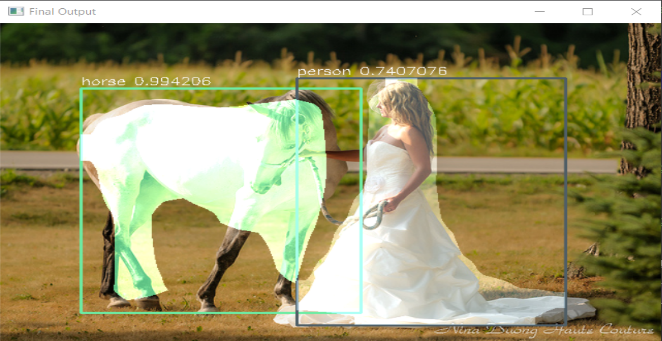 Final Output
person 0.7407076
horse 0.994206
Nina Duong Haute Couture